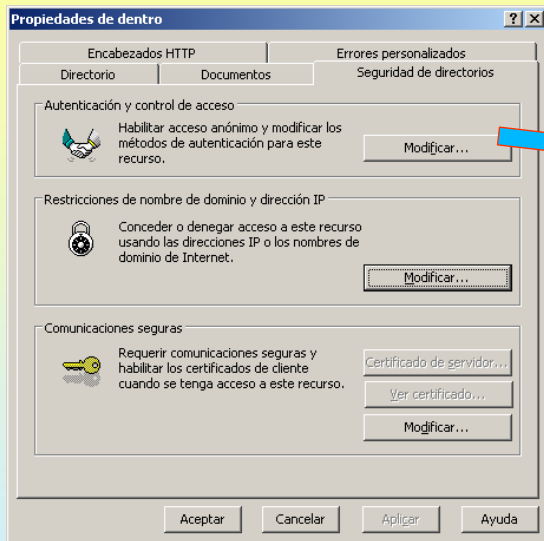 Propiedades de dentro
Encabezados HTTP
Errores personalizados
Directorio
Documentos
Seguridad de directorios
Autenticación y control de acceso
Habilitar acceso anónimo y modificar los
métodos de autenticación para este
recurso.
Modificar...
Restricciones de nombre de dominio y dirección IP
Conceder o denegar acceso a este recurso
usando las direcciones IP o los nombres de
dominio de Internet.
Modificar...
Comunicaciones seguras
Requerir comunicaciones seguras y
habilitar los certificados de cliente
cuando se tenga acceso a este recurso.
Certificado de servidor...
Ver certificado...
Modificar...
Aceptar
Cancelar
Aplicar
Ayuda